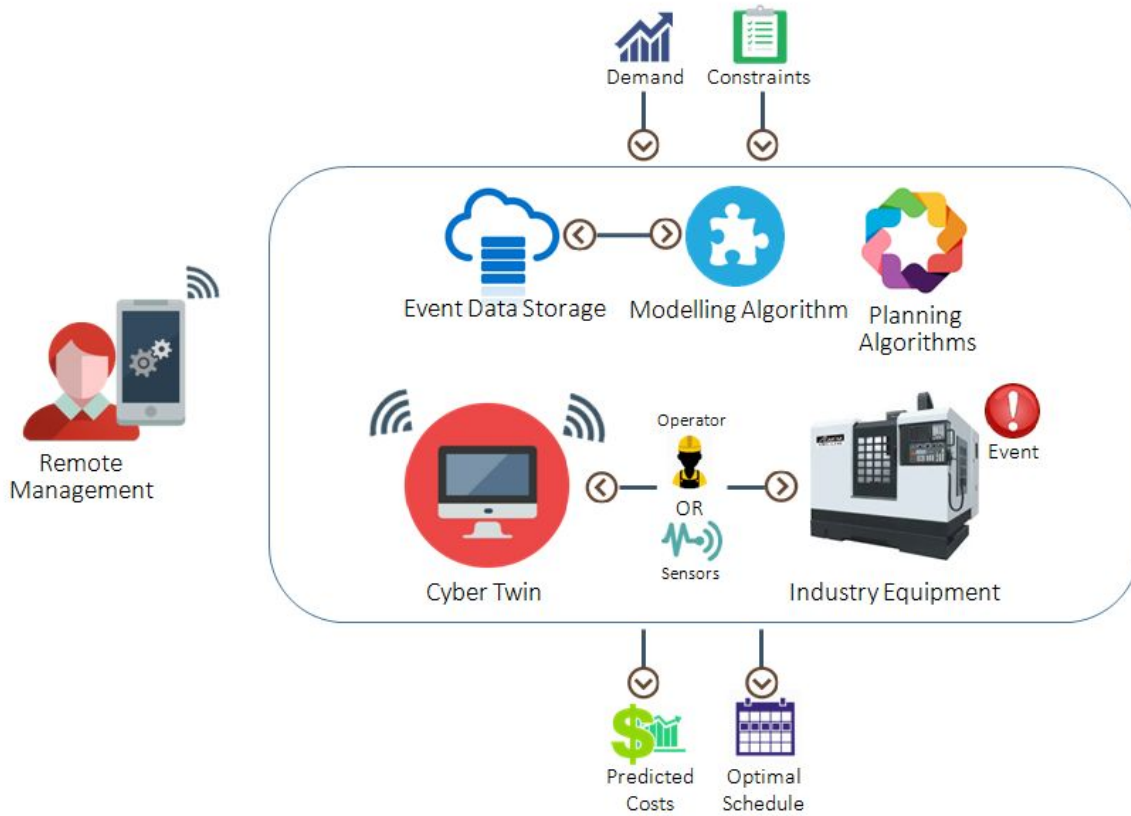 Demand
Constraints
Event Data Storage
Modelling Algorithm
Planning
Algorithms
Remote
Management
Cyber Twin
Operator
OR
Sensors
Industry Equipment
Event
Predicted
Costs
Optimal
Schedule